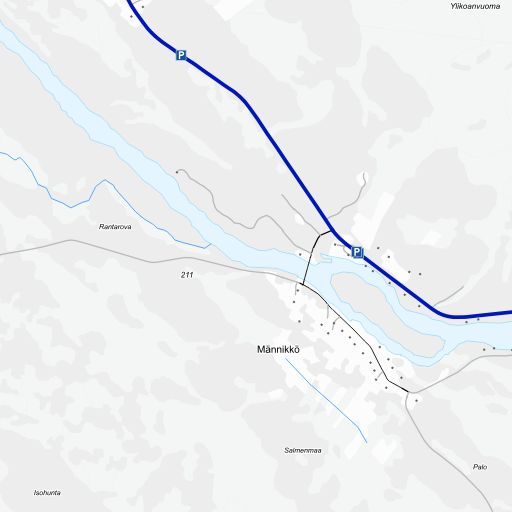 Ylikoanvuoma
P
Rantarova
P
211
Männikkö
Salmenmaa
Palo
Isohunta